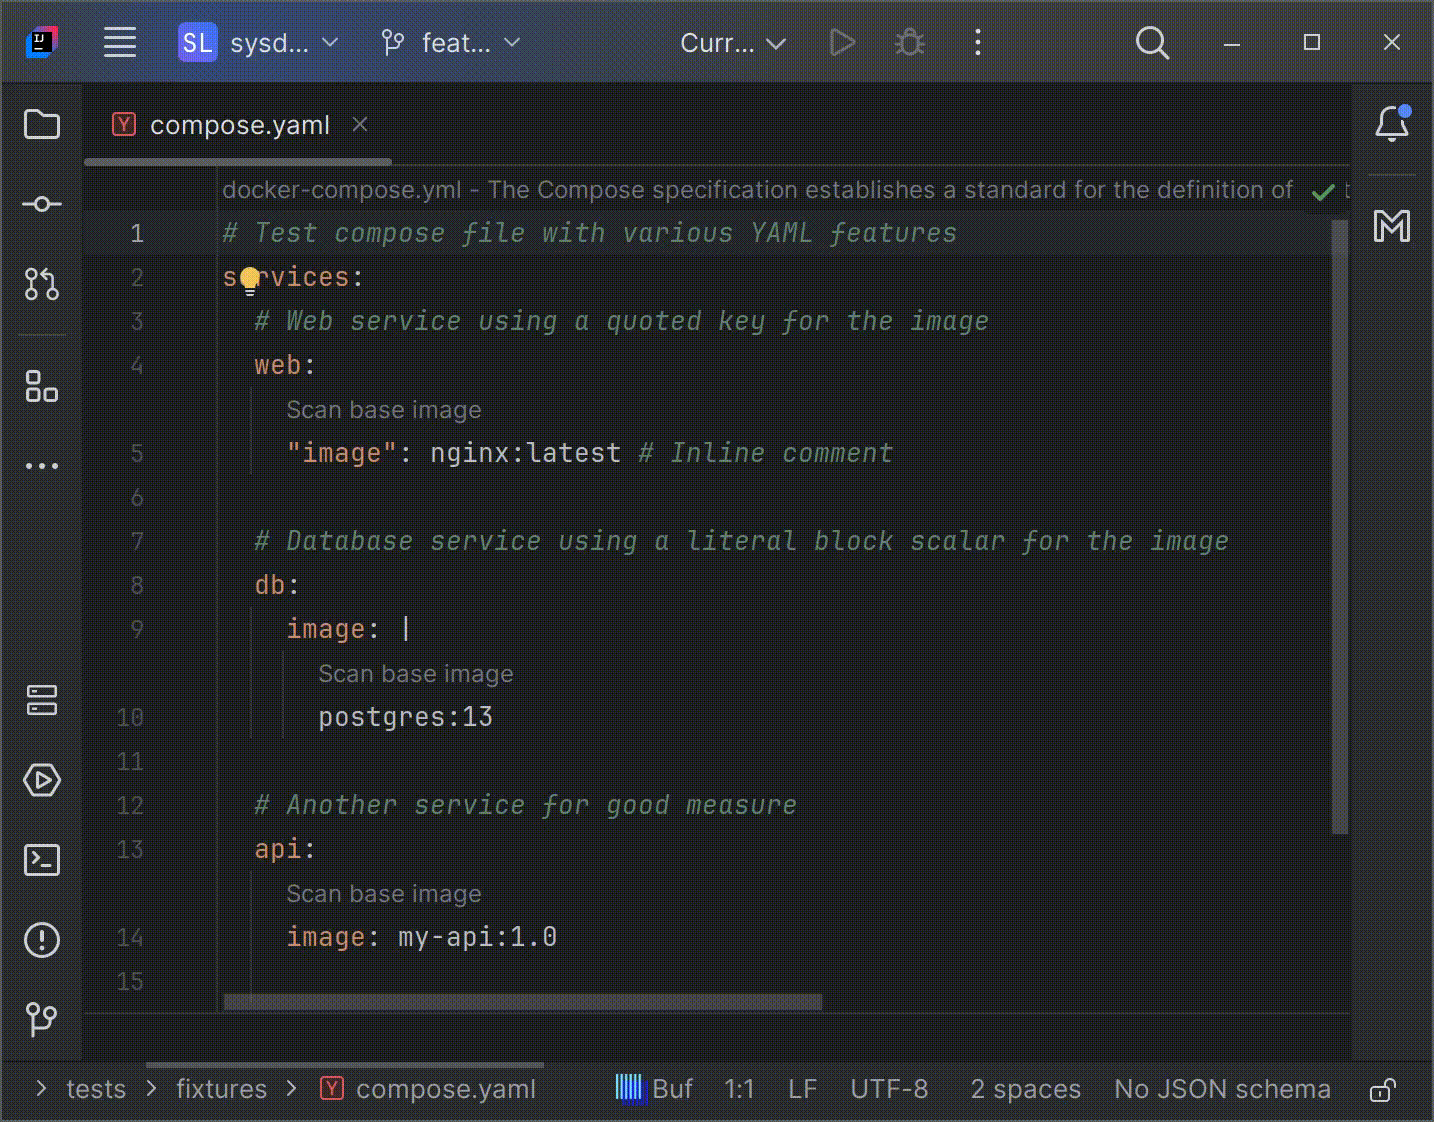 SL sysd... feat... Curr...
compose.yaml
docker-compose.yml - The Compose specification establishes a standard for the definition of
1 # Test compose file with various YAML features
2 services:
3 # Web service using a quoted key for the image
4 web:
Scan base image
5 "image": nginx:latest # Inline comment
6
7 # Database service using a literal block scalar for the image
8 db:
9 image: |
Scan base image
10 postgres:13
11
12 # Another service for good measure
13 api:
Scan base image
14 image: my-api:1.0
15
tests fixtures compose.yaml Buf 1:1 LF UTF-8 2 spaces No JSON schema